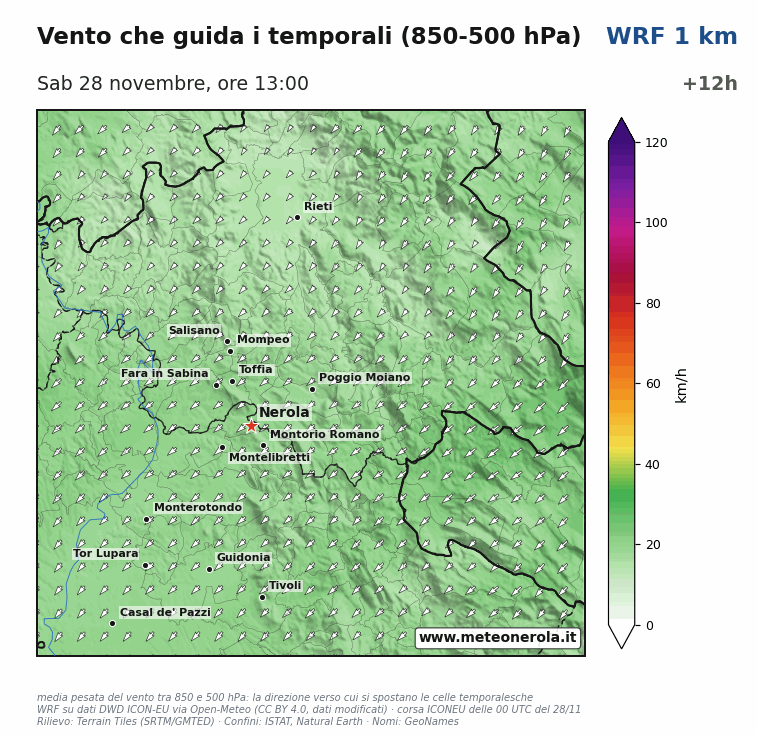 Vento che guida i temporali (850-500 hPa) WRF 1 km
Sab 28 novembre, ore 13:00 +12h
Rieti
Salisano
Mompeo
Fara in Sabina
Toffia
Poggio Moiano
Nerola
Montorio Romano
Montelibretti
Monterotondo
Tor Lupara
Guidonia
Tivoli
Casal de' Pazzi
www.meteonerola.it
120
100
80
60
40
20
0
km/h
media pesata del vento tra 850 e 500 hPa: la direzione verso cui si spostano le celle temporalesche
WRF su dati DWD ICON-EU via Open-Meteo (CC BY 4.0, dati modificati) · corsa ICONEU delle 00 UTC del 28/11
Rilievo: Terrain Tiles (SRTM/GMTED) · Confini: ISTAT, Natural Earth · Nomi: GeoNames